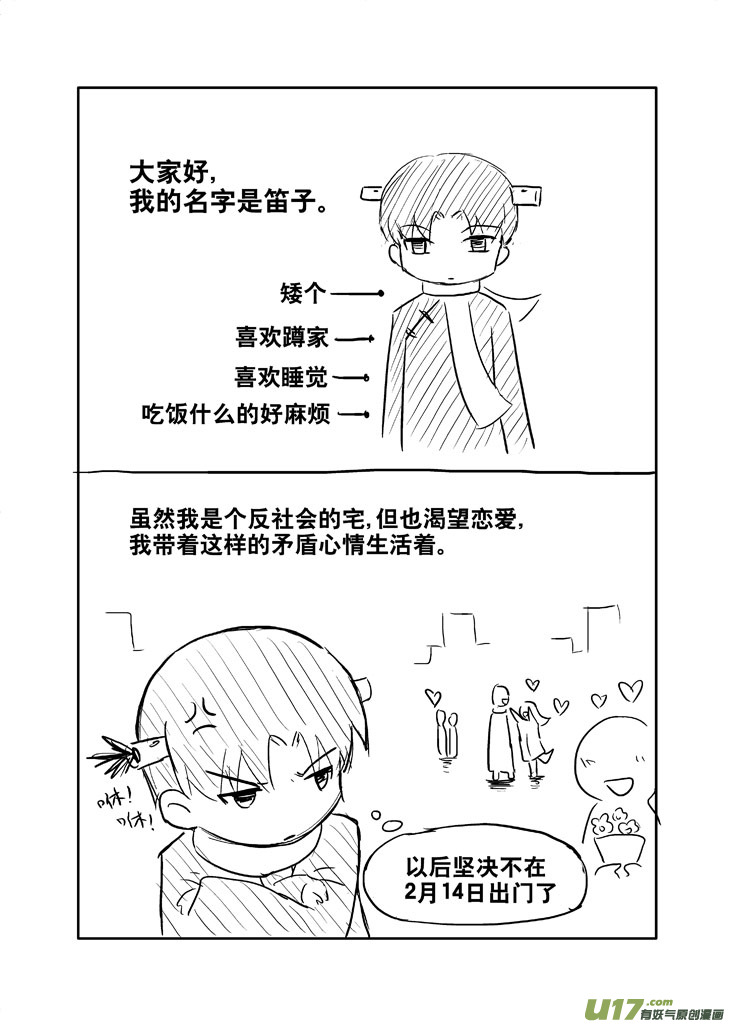 大家好，
我的名字是笛子。
矮个
喜欢蹲家
喜欢睡觉
吃饭什么的好麻烦
虽然我是个反社会的宅，但也渴望恋爱，
我带着这样的矛盾心情生活着。
咻！
咻！
以后坚决不在
2月14日出门了
U17.com
有妖气原创漫画